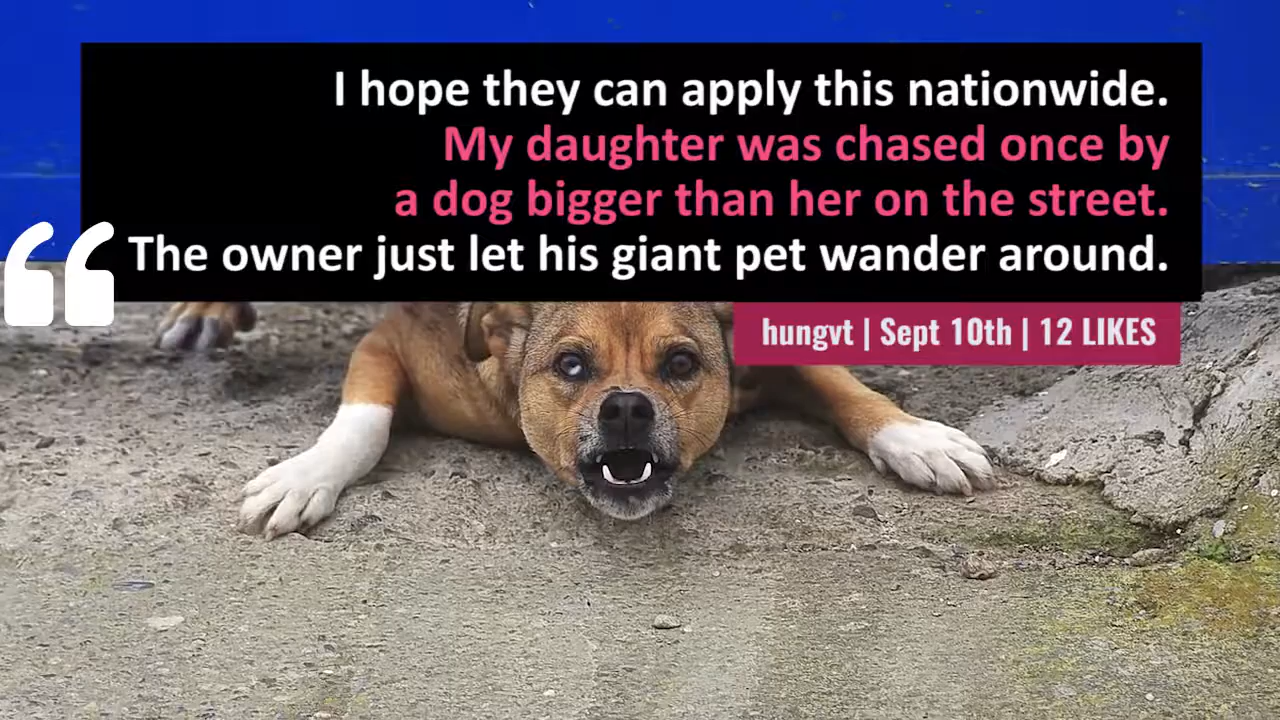 I hope they can apply this nationwide.
My daughter was chased once by
a dog bigger than her on the street.
The owner just let his giant pet wander around.
hungvt | Sept 10th | 12 LIKES